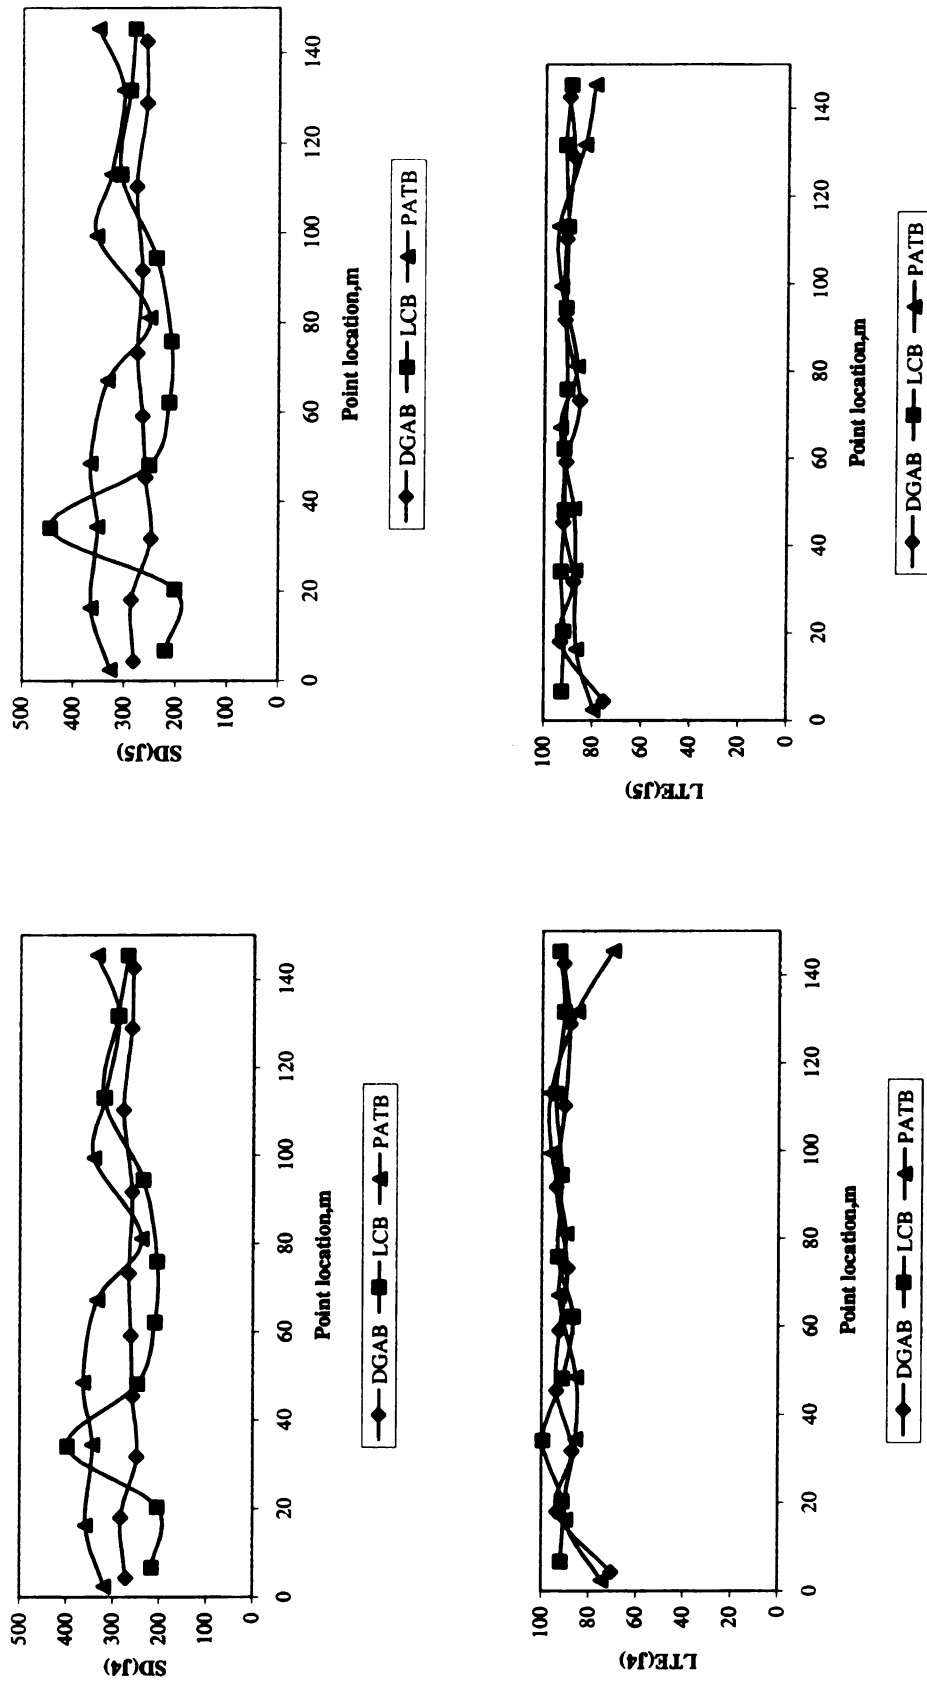 500
400
300
200
100
0
SD(J4)
0 20 40 60 80 100 120 140
Point location,m
DGAB LCB PATB
500
400
300
200
100
0
SD(J5)
0 20 40 60 80 100 120 140
Point location,m
DGAB LCB PATB
100
80
60
40
20
0
LTE(J4)
0 20 40 60 80 100 120 140
Point location,m
DGAB LCB PATB
100
80
60
40
20
0
LTE(J5)
0 20 40 60 80 100 120 140
Point location,m
DGAB LCB PATB